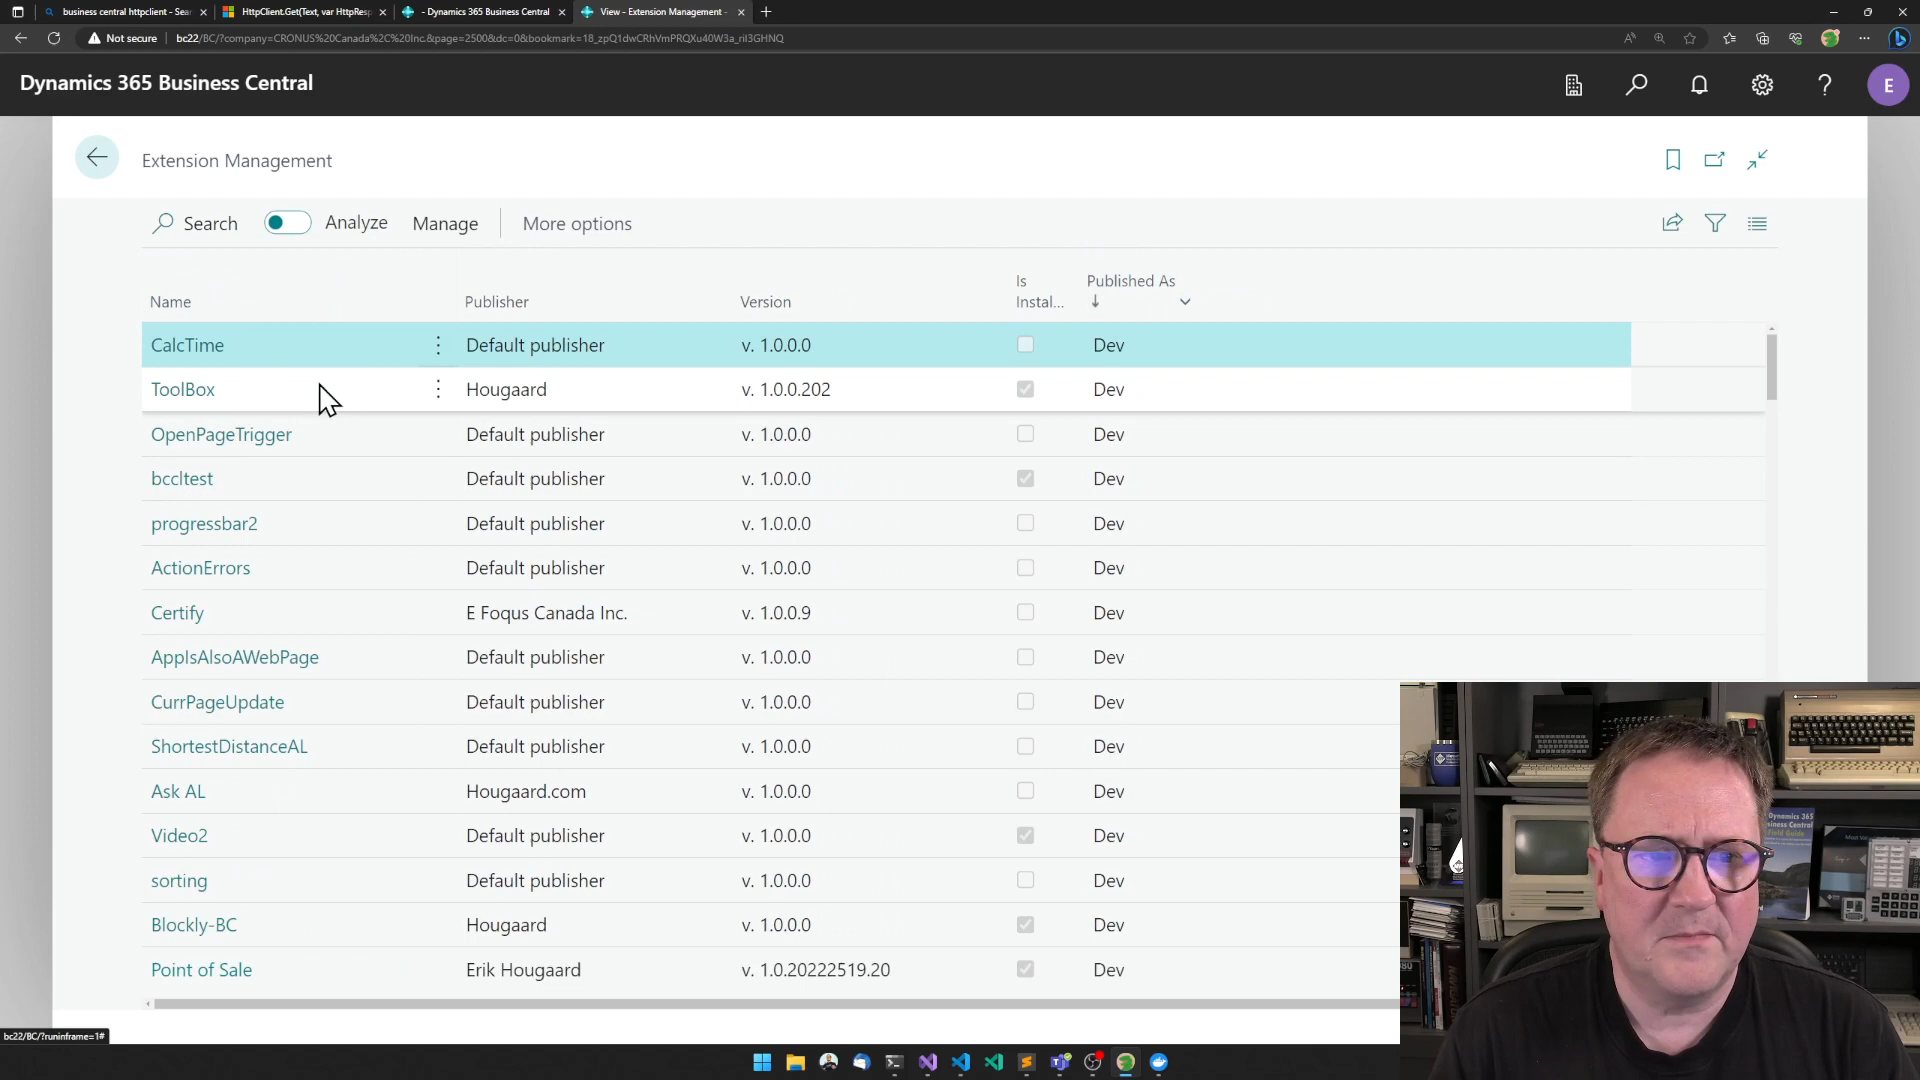 business central httpclient - Sear
HttpClient.Get(Text, var HttpResp
- Dynamics 365 Business Central
View - Extension Management -
Not secure
bc22/BC/?company=CRONUS%20Canada%2C%20Inc.&page=2500&dc=0&bookmark=18_zpQ1dwCRhVmPRQXu40W3a_riI3GHNQ
Dynamics 365 Business Central
E
Extension Management
Search Analyze Manage More options
Name Publisher Version Is Instal... Published As
CalcTime Default publisher v. 1.0.0.0 Dev
ToolBox Hougaard v. 1.0.0.202 Dev
OpenPageTrigger Default publisher v. 1.0.0.0 Dev
bccltest Default publisher v. 1.0.0.0 Dev
progressbar2 Default publisher v. 1.0.0.0 Dev
ActionErrors Default publisher v. 1.0.0.0 Dev
Certify E Foqus Canada Inc. v. 1.0.0.9 Dev
AppIsAlsoAWebPage Default publisher v. 1.0.0.0 Dev
CurrPageUpdate Default publisher v. 1.0.0.0 Dev
ShortestDistanceAL Default publisher v. 1.0.0.0 Dev
Ask AL Hougaard.com v. 1.0.0.0 Dev
Video2 Default publisher v. 1.0.0.0 Dev
sorting Default publisher v. 1.0.0.0 Dev
Blockly-BC Hougaard v. 1.0.0.0 Dev
Point of Sale Erik Hougaard v. 1.0.20222519.20 Dev
Dynamics 365
Business Central
Field Guide
bc22/BC/?runinframe=1#